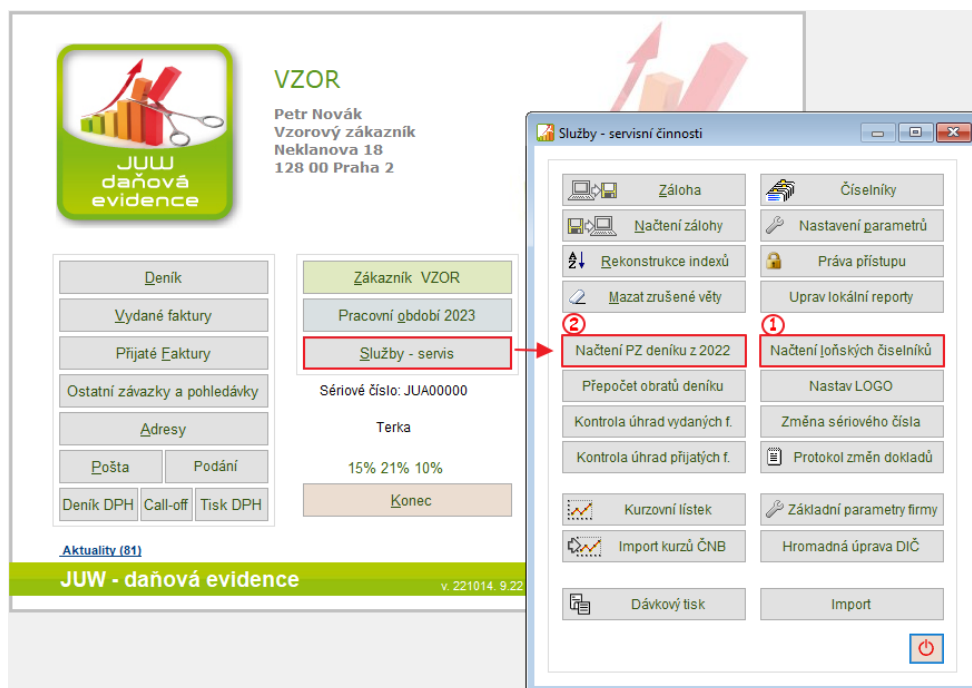 VZOR
Petr Novák
Vzorový zákazník
Neklanova 18
128 00 Praha 2
JUW
daňová
evidence
Deník
Vydané faktury
Přijaté Faktury
Ostatní závazky a pohledávky
Adresy
Pošta Podání
Deník DPH Call-off Tisk DPH
Zákazník VZOR
Pracovní období 2023
Služby - servis
Sériové číslo: JUA00000
Terka
15% 21% 10%
Konec
Aktuality (81)
JUW - daňová evidence
v. 221014. 9.22
Služby - servisní činnosti
Záloha Číselníky
Načtení zálohy Nastavení parametrů
Rekonstrukce indexů Práva přístupu
Mazat zrušené věty Uprav lokální reporty
2 1
Načtení PZ deníku z 2022 Načtení loňských čiselníků
Přepočet obratů deníku Nastav LOGO
Kontrola úhrad vydaných f. Změna sériového čísla
Kontrola úhrad přijatých f. Protokol změn dokladů
Kurzovní lístek Základní parametry firmy
Import kurzů ČNB Hromadná úprava DIČ
Dávkový tisk Import